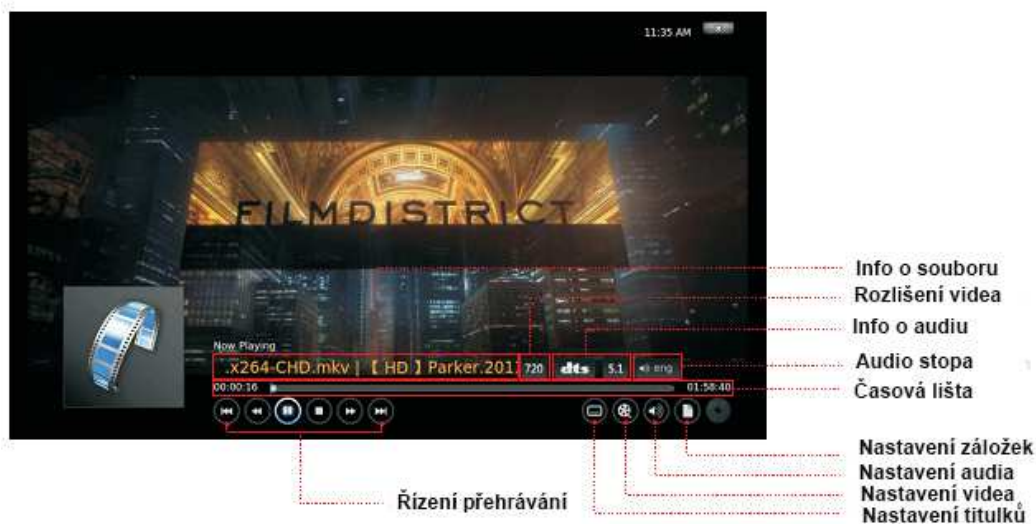 11:35 AM
FILMDISTRICT
Info o souboru
Rozlišení videa
Info o audiu
Now Playing
.x264-CHD.mkv | 【 HD 】 Parker.201 720 dts 5.1 eng
Audio stopa
00:00:16 01:58:40
Časová lišta
Nastavení záložek
Nastavení audia
Nastavení videa
Nastavení titulků
Řízení přehrávání